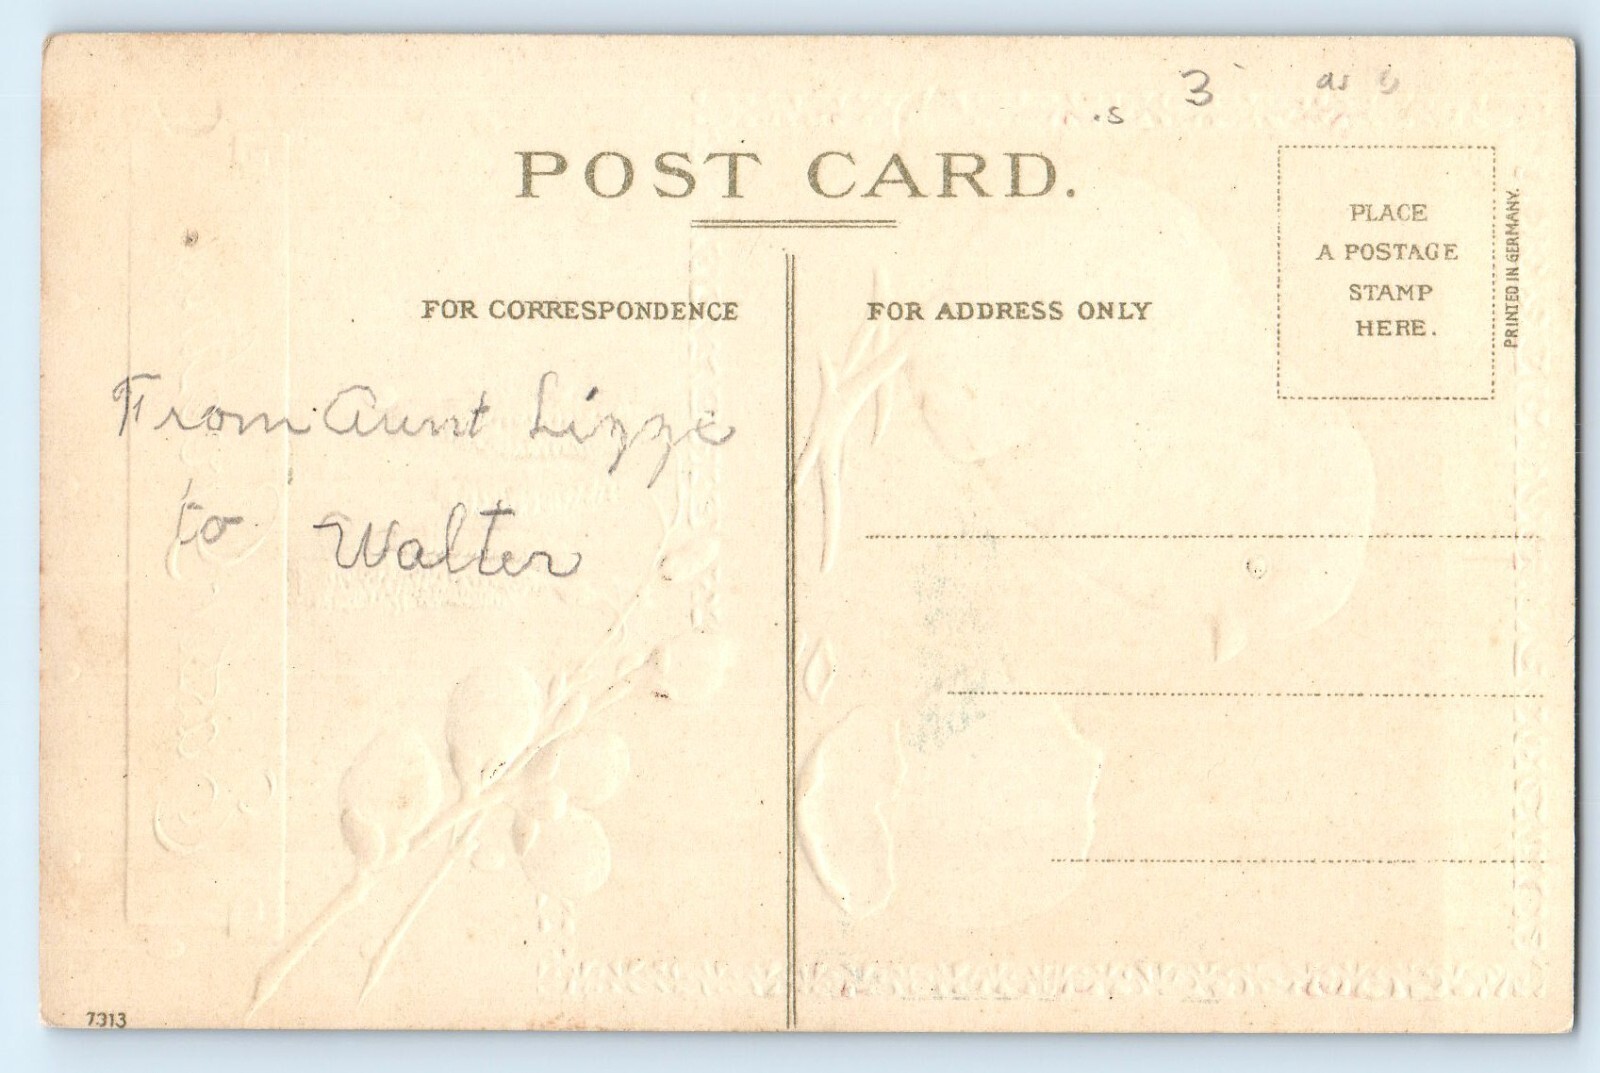 3
POST CARD.
PLACE
A POSTAGE
STAMP
HERE.
PRINTED IN GERMANY.
FOR CORRESPONDENCE
FOR ADDRESS ONLY
From Aunt Lizze
to Walter
7313